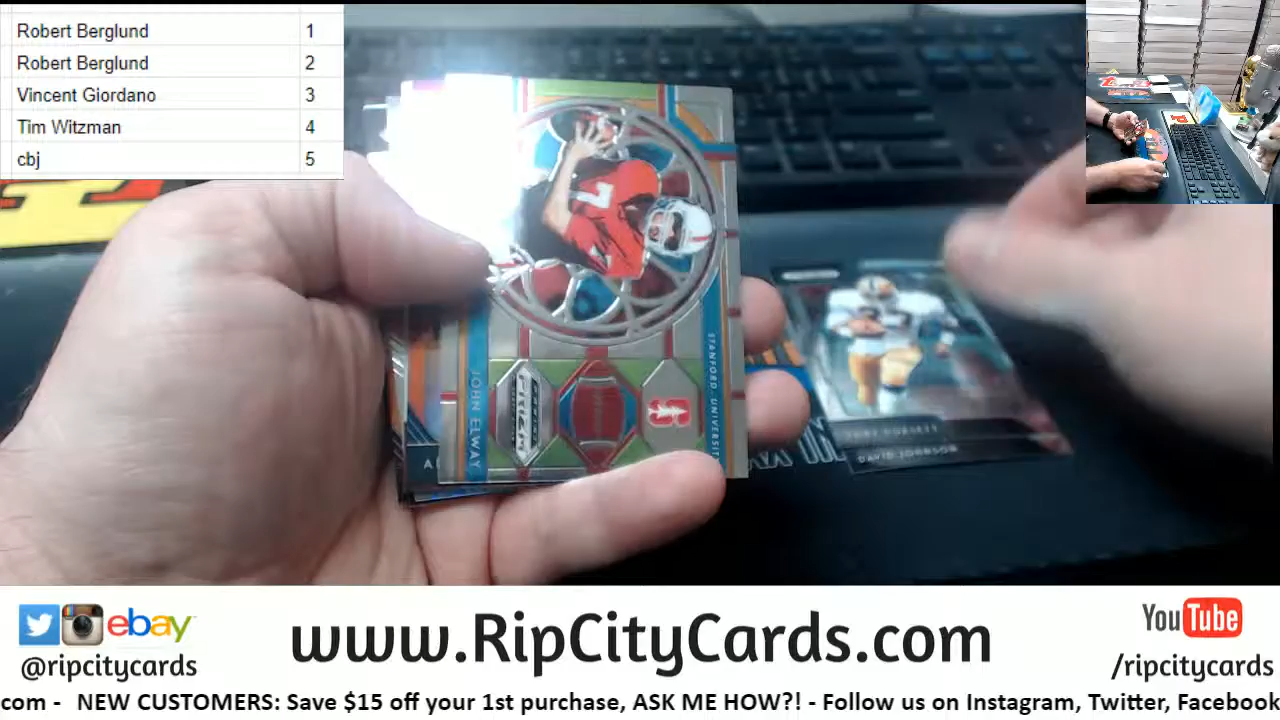 Robert Berglund 1
Robert Berglund 2
Vincent Giordano 3
Tim Witzman 4
cbj 5
7
JOHN ELWAY
PRIZM
STANFORD UNIVERSITY
S
DAVID JOHNSON
ebay
@ripcitycards
www.RipCityCards.com
YouTube
/ripcitycards
com - NEW CUSTOMERS: Save $15 off your 1st purchase, ASK ME HOW?! - Follow us on Instagram, Twitter, Facebook